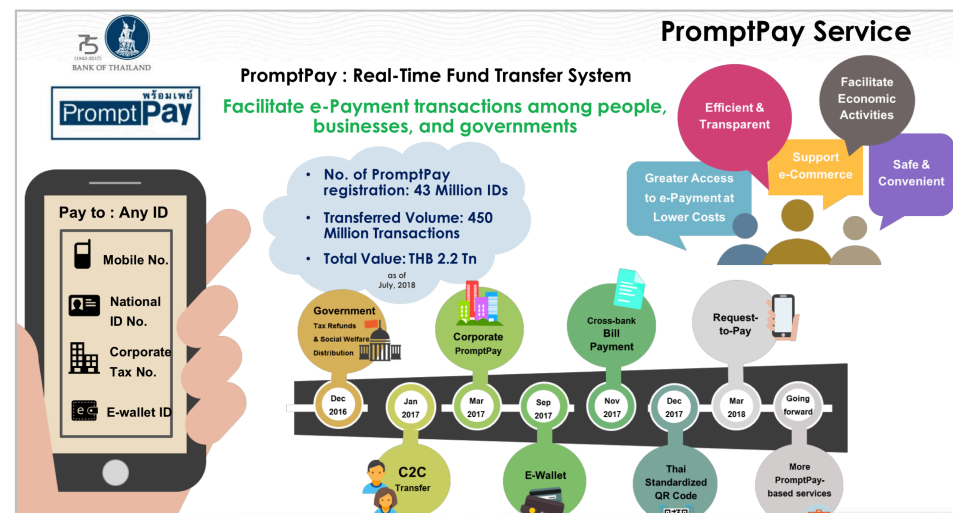 PromptPay Service
75
(1942-2017)
BANK OF THAILAND
พร้อมเพย์
Prompt Pay
PromptPay : Real-Time Fund Transfer System
Facilitate e-Payment transactions among people,
businesses, and governments
• No. of PromptPay
registration: 43 Million IDs
• Transferred Volume: 450
Million Transactions
• Total Value: THB 2.2 Tn
as of
July, 2018
Efficient &
Transparent
Facilitate
Economic
Activities
Greater Access
to e-Payment at
Lower Costs
Support
e-Commerce
Safe &
Convenient
Pay to : Any ID
Mobile No.
National
ID No.
Corporate
Tax No.
E-wallet ID
Government
Tax Refunds
& Social Welfare
Distribution
Corporate
PromptPay
Cross-bank
Bill
Payment
Request-
to-Pay
Dec
2016
Jan
2017
Mar
2017
Sep
2017
Nov
2017
Dec
2017
Mar
2018
Going
forward
C2C
Transfer
E-Wallet
Thai
Standardized
QR Code
More
PromptPay-
based services